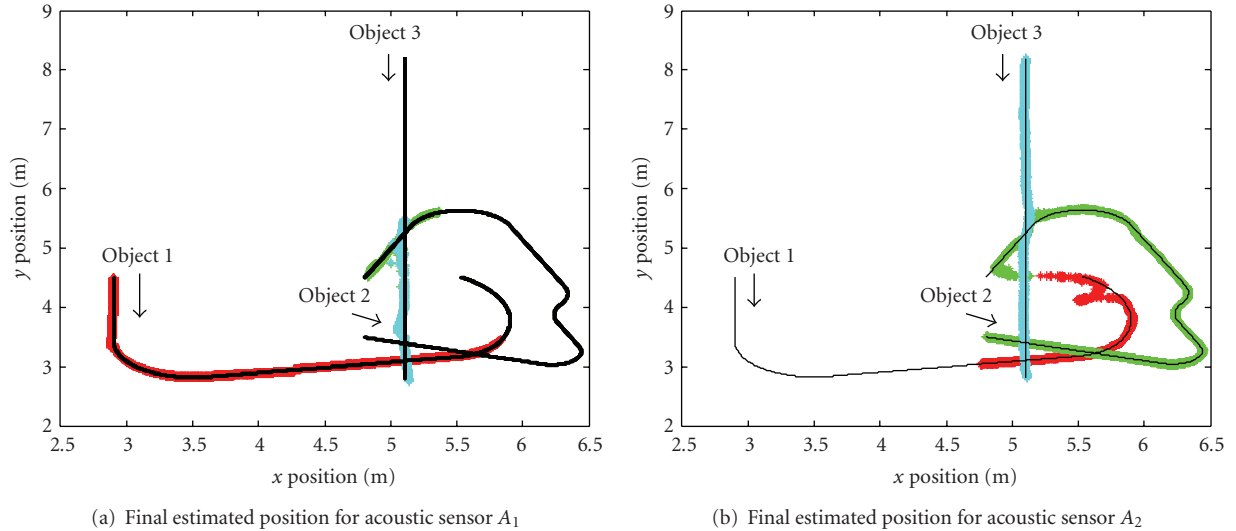 9
8
7
6
5
4
3
2
2.5 3 3.5 4 4.5 5 5.5 6 6.5
y position (m)
x position (m)
Object 3
Object 1
Object 2
(a) Final estimated position for acoustic sensor A1
9
8
7
6
5
4
3
2
2.5 3 3.5 4 4.5 5 5.5 6 6.5
y position (m)
x position (m)
Object 3
Object 1
Object 2
(b) Final estimated position for acoustic sensor A2